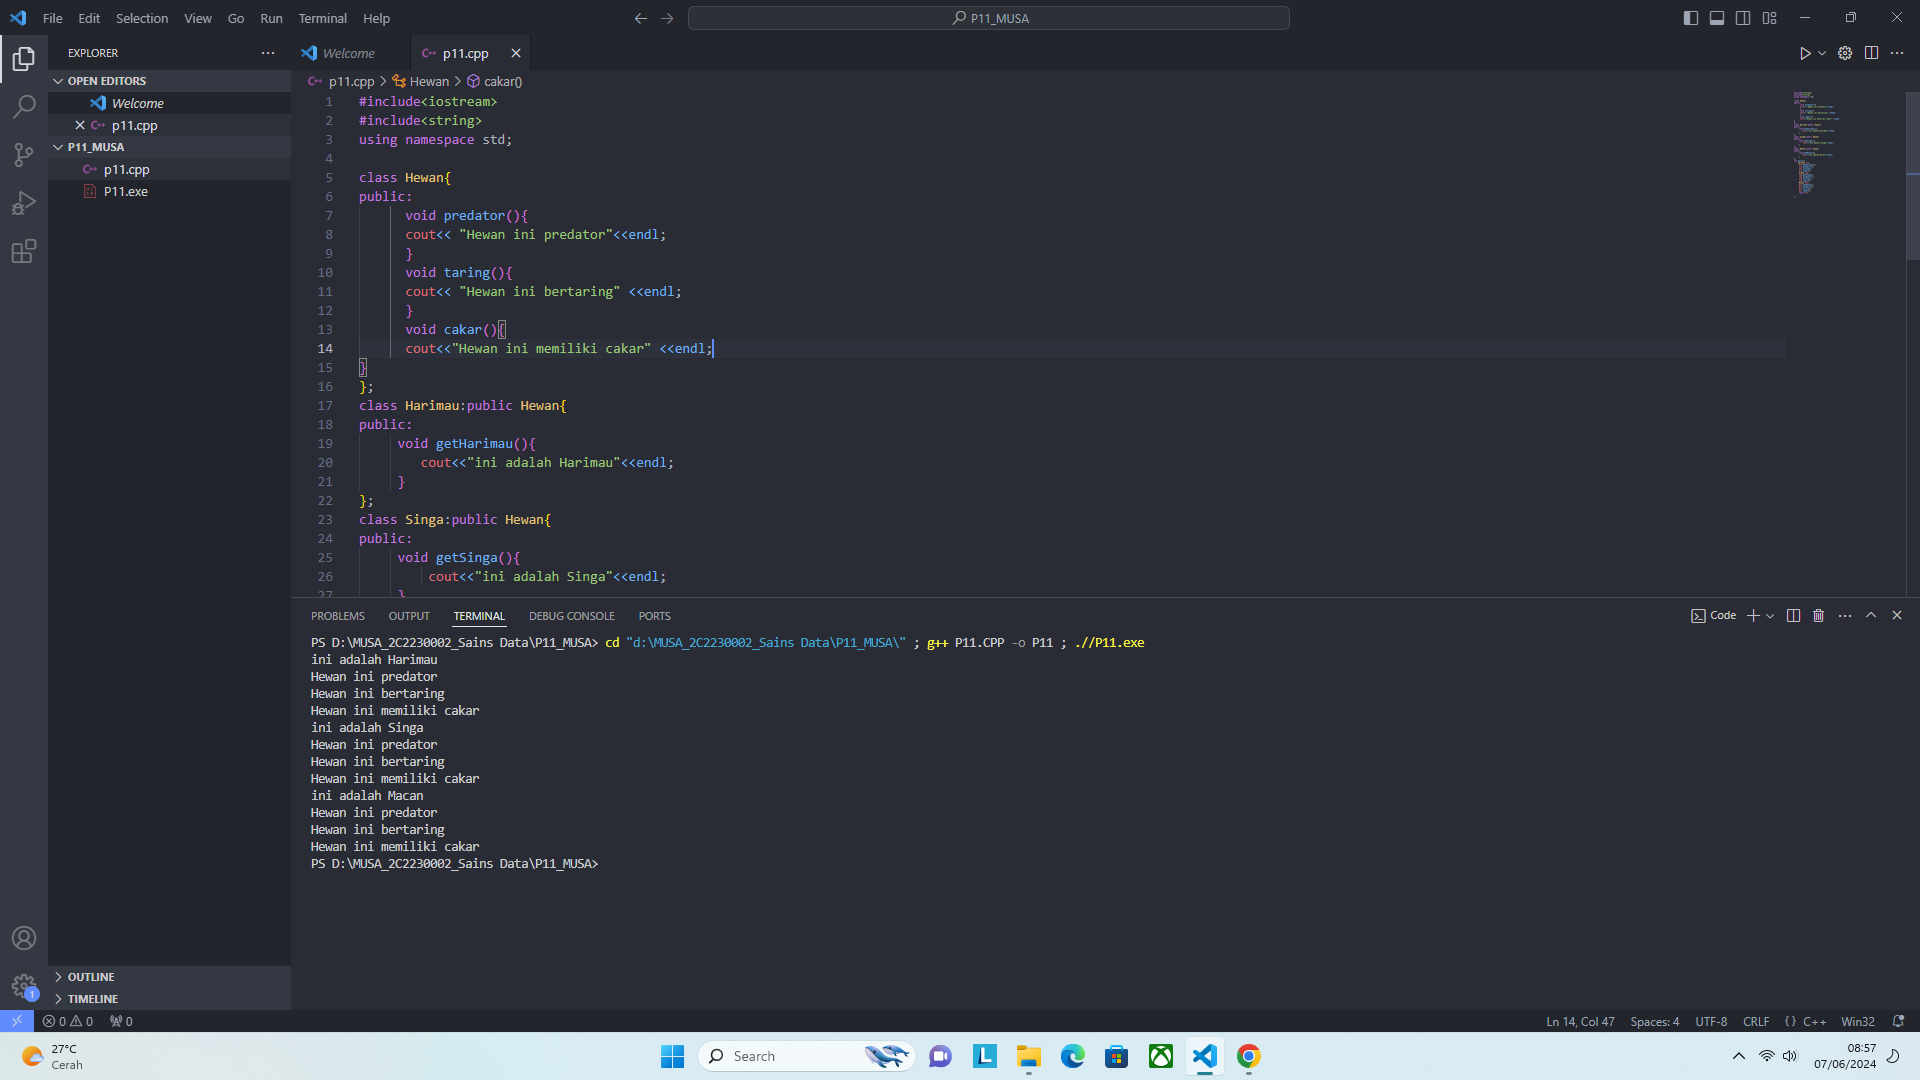 File Edit Selection View Go Run Terminal Help
P11_MUSA
EXPLORER
Welcome
p11.cpp
OPEN EDITORS
Welcome
p11.cpp
P11_MUSA
p11.cpp
P11.exe
OUTLINE
TIMELINE
p11.cpp > Hewan > cakar()
1 #include<iostream>
2 #include<string>
3 using namespace std;
4
5 class Hewan{
6 public:
7 void predator(){
8 cout<< "Hewan ini predator"<<endl;
9 }
10 void taring(){
11 cout<< "Hewan ini bertaring" <<endl;
12 }
13 void cakar(){
14 cout<<"Hewan ini memiliki cakar" <<endl;
15 }
16 };
17 class Harimau:public Hewan{
18 public:
19 void getHarimau(){
20 cout<<"ini adalah Harimau"<<endl;
21 }
22 };
23 class Singa:public Hewan{
24 public:
25 void getSinga(){
26 cout<<"ini adalah Singa"<<endl;
27 }
PROBLEMS OUTPUT TERMINAL DEBUG CONSOLE PORTS
Code
PS D:\MUSA_2C2230002_Sains Data\P11_MUSA> cd "d:\MUSA_2C2230002_Sains Data\P11_MUSA\" ; g++ P11.CPP -o P11 ; .//P11.exe
ini adalah Harimau
Hewan ini predator
Hewan ini bertaring
Hewan ini memiliki cakar
ini adalah Singa
Hewan ini predator
Hewan ini bertaring
Hewan ini memiliki cakar
ini adalah Macan
Hewan ini predator
Hewan ini bertaring
Hewan ini memiliki cakar
PS D:\MUSA_2C2230002_Sains Data\P11_MUSA>
1
0 0 0
Ln 14, Col 47 Spaces: 4 UTF-8 CRLF {} C++ Win32
27°C
Cerah
Search
08:57
07/06/2024